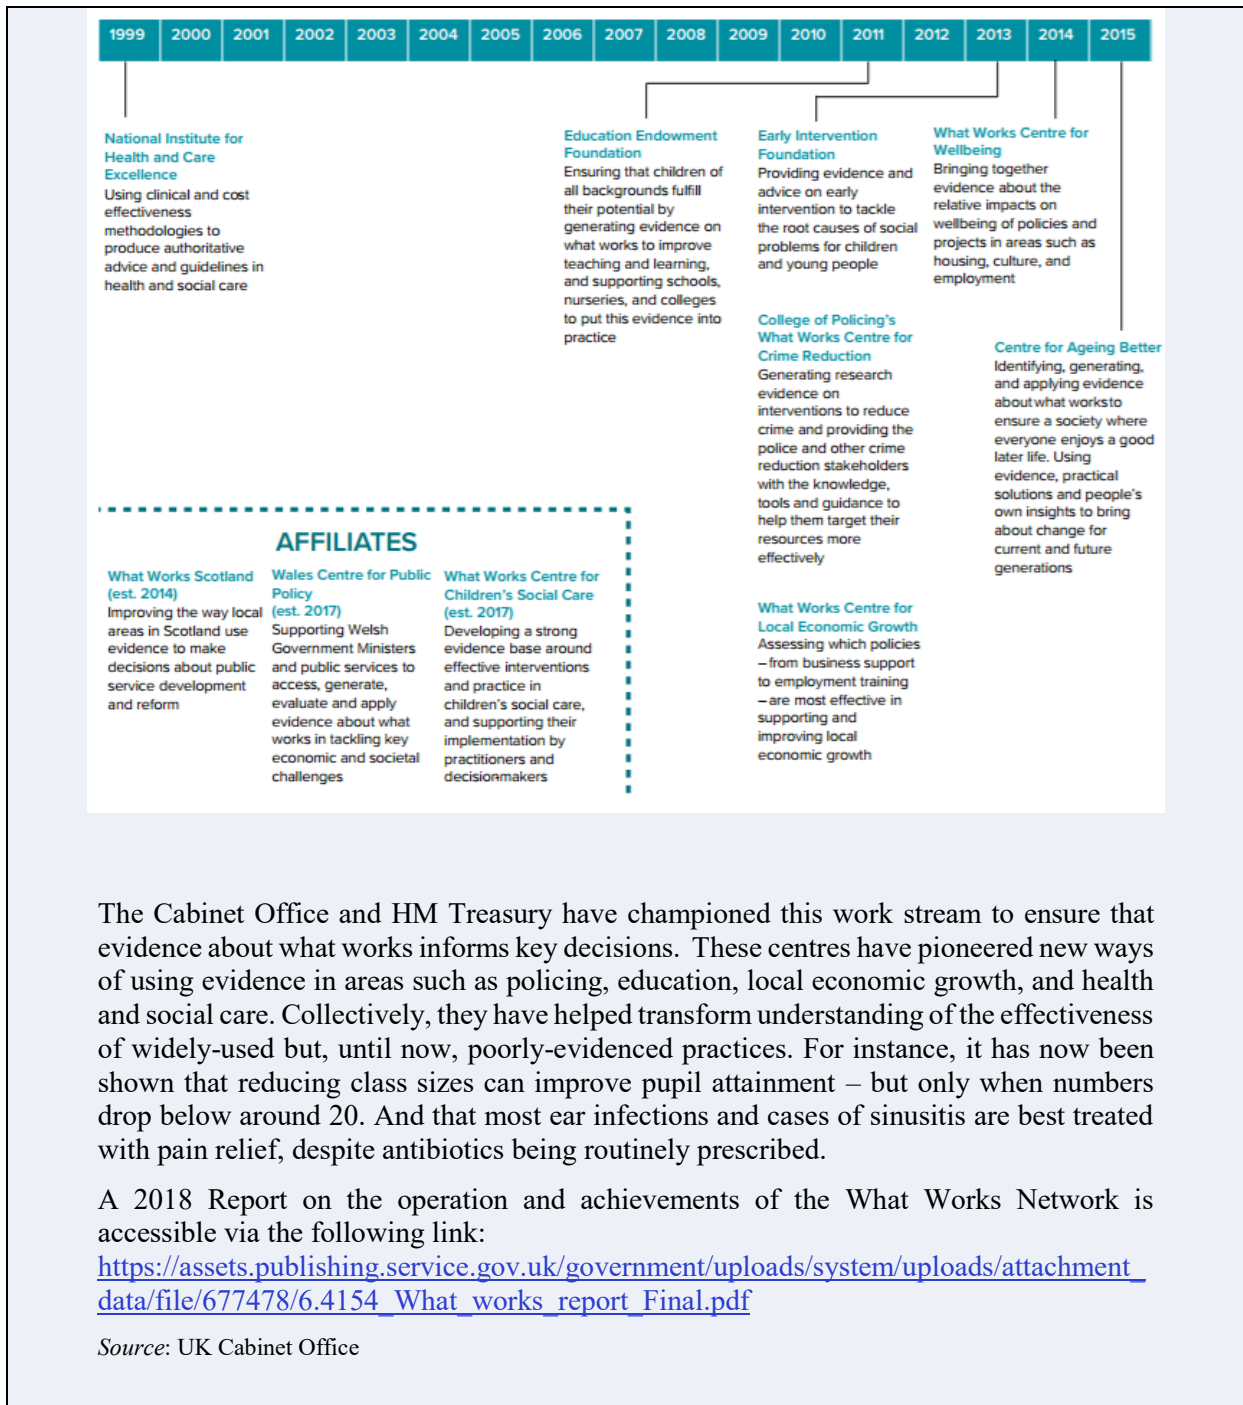 1999 2000 2001 2002 2003 2004 2005 2006 2007 2008 2009 2010 2011 2012 2013 2014 2015
National Institute for
Health and Care
Excellence
Using clinical and cost
effectiveness
methodologies to
produce authoritative
advice and guidelines in
health and social care
Education Endowment
Foundation
Ensuring that children of
all backgrounds fulfill
their potential by
generating evidence on
what works to improve
teaching and learning,
and supporting schools,
nurseries, and colleges
to put this evidence into
practice
Early Intervention
Foundation
Providing evidence and
advice on early
intervention to tackle
the root causes of social
problems for children
and young people
College of Policing's
What Works Centre for
Crime Reduction
Generating research
evidence on
interventions to reduce
crime and providing the
police and other crime
reduction stakeholders
with the knowledge,
tools and guidance to
help them target their
resources more
effectively
What Works Centre for
Local Economic Growth
Assessing which policies
– from business support
to employment training
– are most effective in
supporting and
improving local
economic growth
What Works Centre for
Wellbeing
Bringing together
evidence about the
relative impacts on
wellbeing of policies and
projects in areas such as
housing, culture, and
employment
Centre for Ageing Better
Identifying, generating,
and applying evidence
about what works to
ensure a society where
everyone enjoys a good
later life. Using
evidence, practical
solutions and people's
own insights to bring
about change for
current and future
generations
AFFILIATES
What Works Scotland
(est. 2014)
Improving the way local
areas in Scotland use
evidence to make
decisions about public
service development
and reform
Wales Centre for Public
Policy
(est. 2017)
Supporting Welsh
Government Ministers
and public services to
access, generate,
evaluate and apply
evidence about what
works in tackling key
economic and societal
challenges
What Works Centre for
Children's Social Care
(est. 2017)
Developing a strong
evidence base around
effective interventions
and practice in
children's social care,
and supporting their
implementation by
practitioners and
decision-makers
The Cabinet Office and HM Treasury have championed this work stream to ensure that
evidence about what works informs key decisions. These centres have pioneered new ways
of using evidence in areas such as policing, education, local economic growth, and health
and social care. Collectively, they have helped transform understanding of the effectiveness
of widely-used but, until now, poorly-evidenced practices. For instance, it has now been
shown that reducing class sizes can improve pupil attainment – but only when numbers
drop below around 20. And that most ear infections and cases of sinusitis are best treated
with pain relief, despite antibiotics being routinely prescribed.
A 2018 Report on the operation and achievements of the What Works Network is
accessible via the following link:
https://assets.publishing.service.gov.uk/government/uploads/system/uploads/attachment_
data/file/677478/6.4154_What_works_report_Final.pdf
Source: UK Cabinet Office